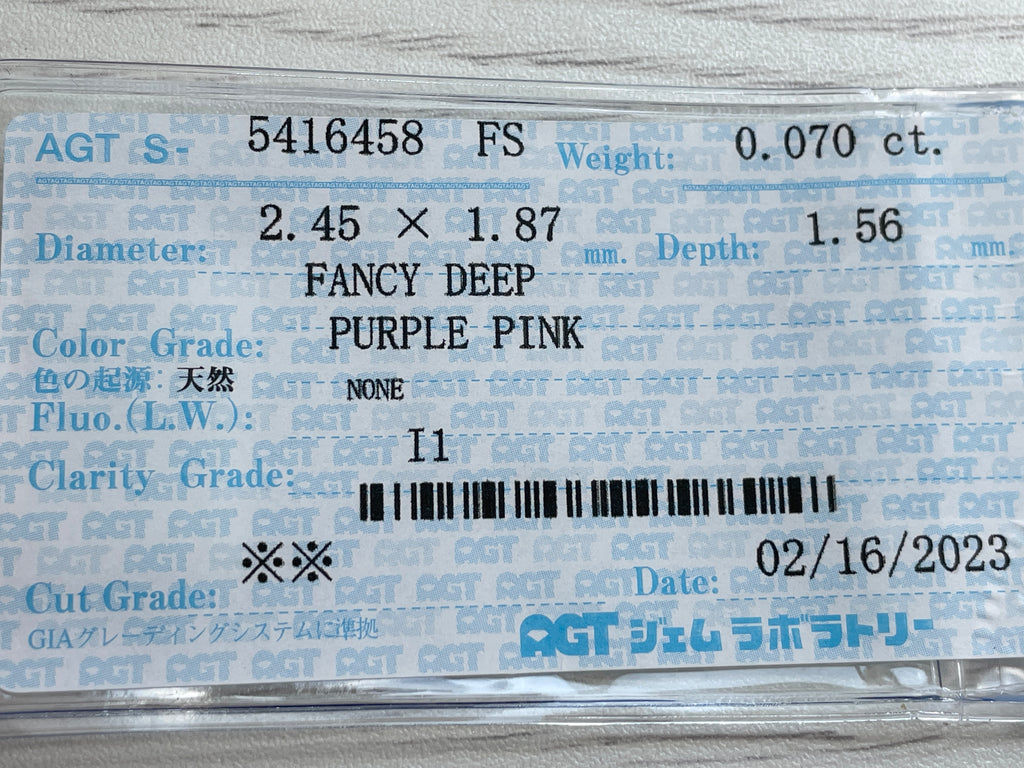 AGT S- 5416458 FS Weight: 0.070 ct.
Diameter: 2.45 × 1.87 mm. Depth: 1.56 mm.
FANCY DEEP
Color Grade: PURPLE PINK
色の起源: 天然
Fluo.(L.W.): NONE
Clarity Grade: I1
Cut Grade: ※※ Date: 02/16/2023
GIAグレーディングシステムに準拠 AGT ジェム ラボラトリー